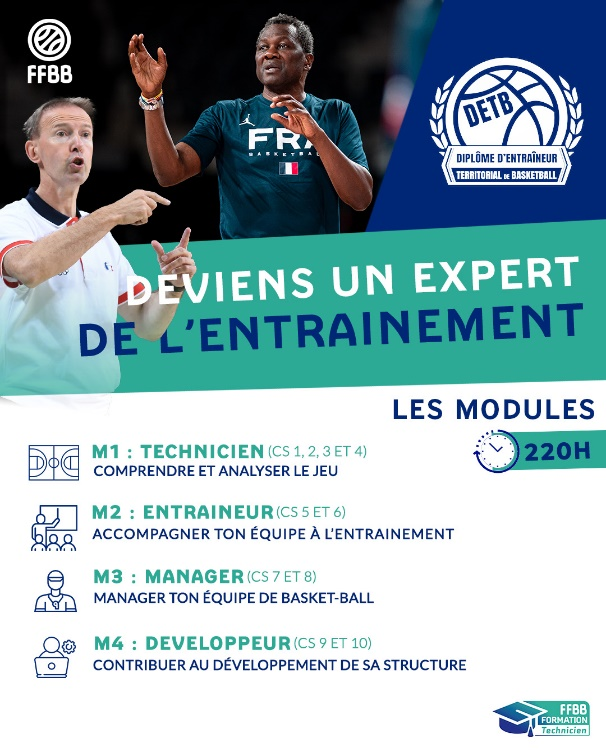 FFBB
FRA
BASKETBALL
DETB
DIPLÔME D'ENTRAÎNEUR
TERRITORIAL DE BASKETBALL
DEVIENS UN EXPERT
DE L'ENTRAINEMENT
LES MODULES
220H
M1 : TECHNICIEN (CS 1, 2, 3 ET 4)
COMPRENDRE ET ANALYSER LE JEU
M2 : ENTRAINEUR (CS 5 ET 6)
ACCOMPAGNER TON ÉQUIPE À L'ENTRAINEMENT
M3 : MANAGER (CS 7 ET 8)
MANAGER TON ÉQUIPE DE BASKET-BALL
M4 : DEVELOPPEUR (CS 9 ET 10)
CONTRIBUER AU DÉVELOPPEMENT DE SA STRUCTURE
FFBB
FORMATION
Technicien